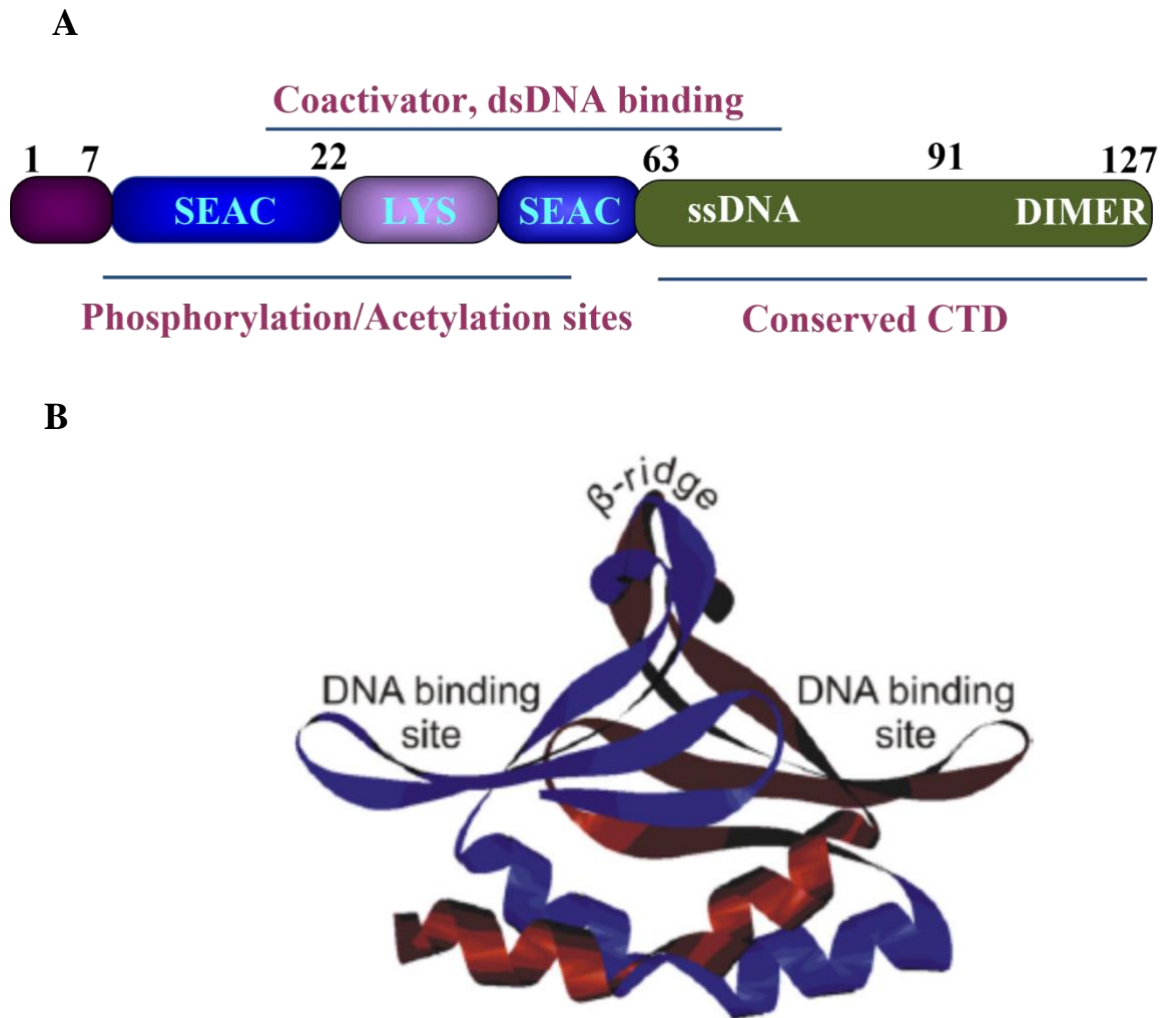 A
Coactivator, dsDNA binding
1 7 22 63 91 127
SEAC LYS SEAC ssDNA DIMER
Phosphorylation/Acetylation sites
Conserved CTD
B
β-ridge
DNA binding
site
DNA binding
site